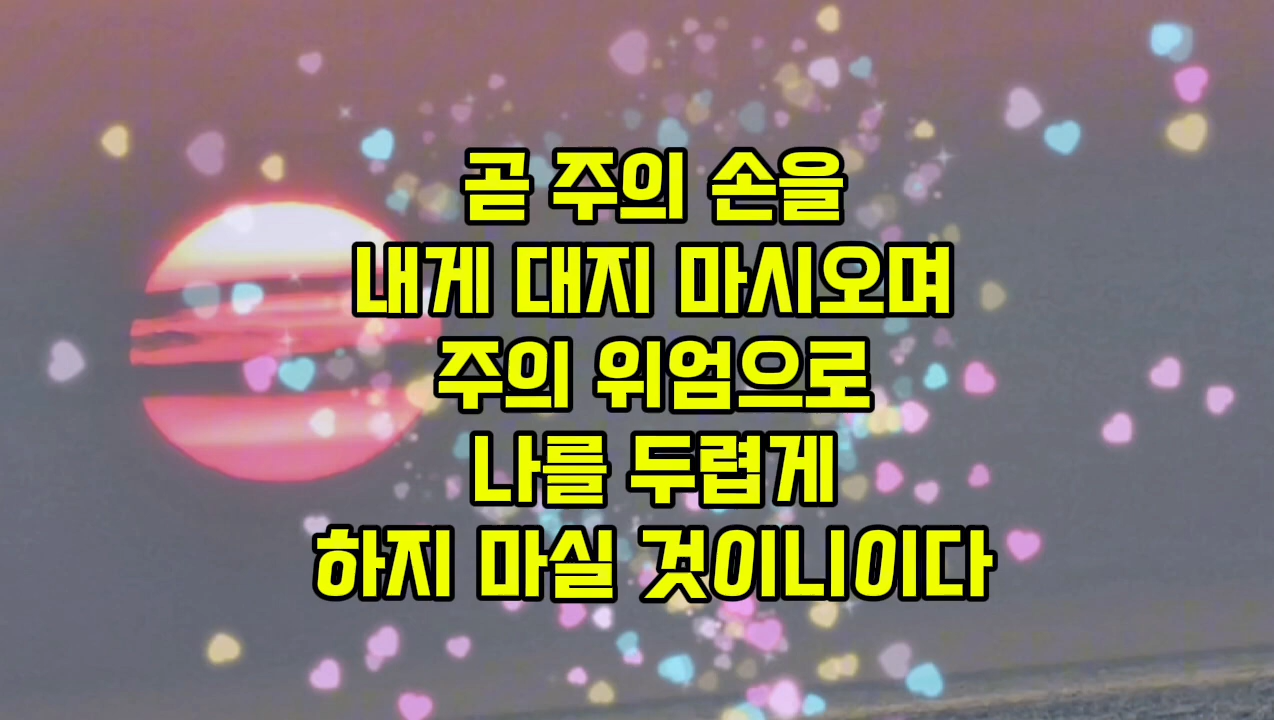 곧 주의 손을
내게 대지 마시오며
주의 위엄으로
나를 두렵게
하지 마실 것이니이다